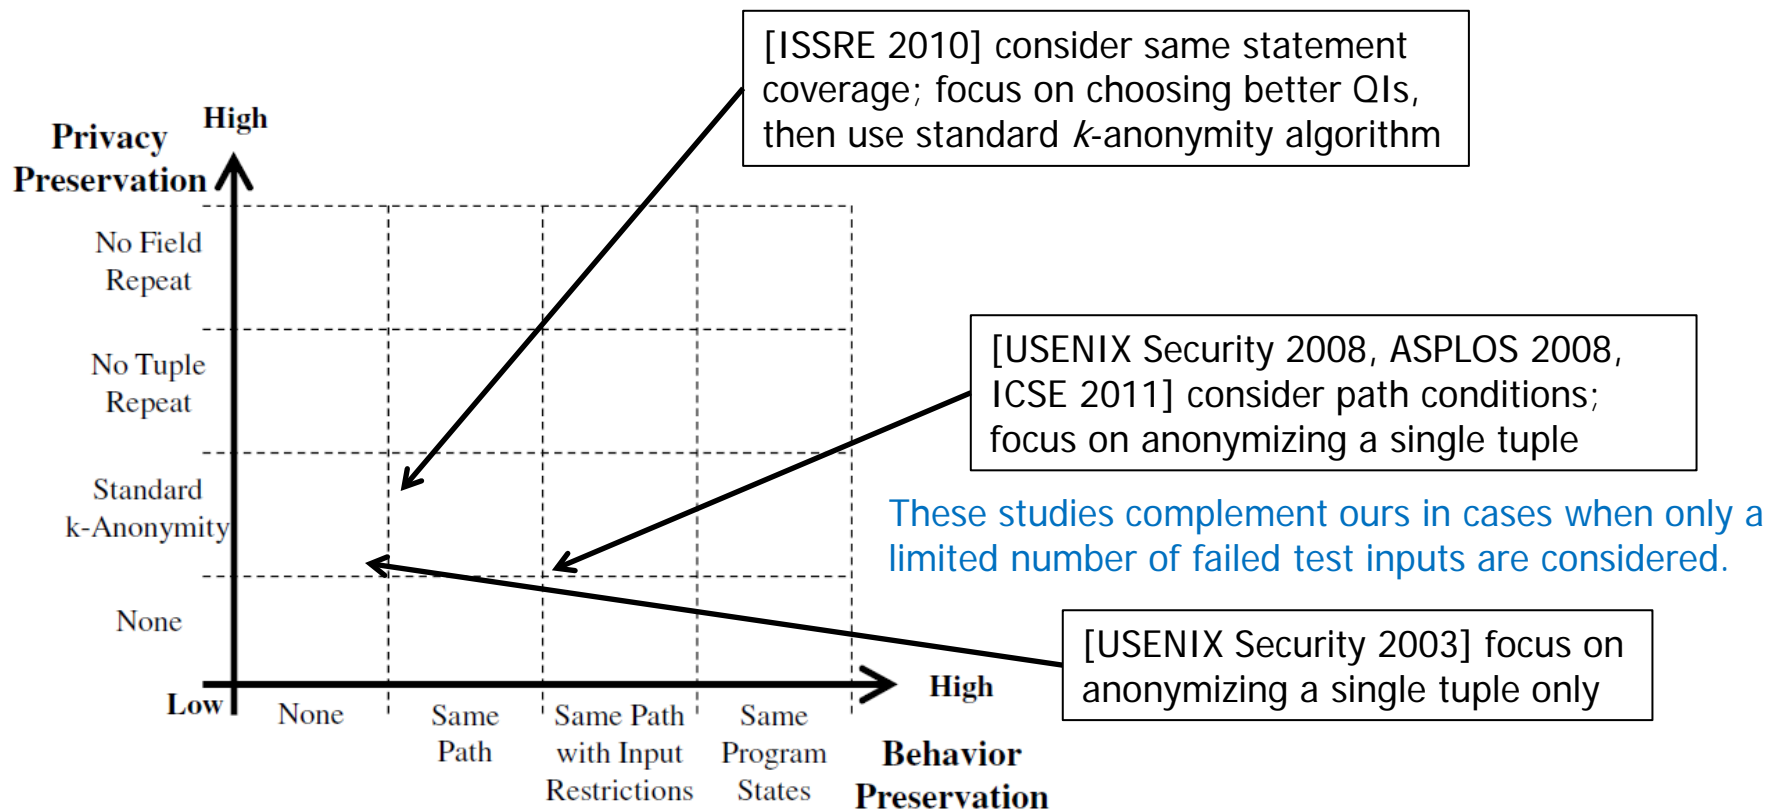 [ISSRE 2010] consider same statement
coverage; focus on choosing better QIs,
then use standard k-anonymity algorithm
High
Privacy
Preservation
No Field
Repeat
No Tuple
Repeat
Standard
k-Anonymity
None
Low
[USENIX Security 2008, ASPLOS 2008,
ICSE 2011] consider path conditions;
focus on anonymizing a single tuple
These studies complement ours in cases when only a
limited number of failed test inputs are considered.
[USENIX Security 2003] focus on
anonymizing a single tuple only
High
None
Same
Path
Same Path
with Input
Restrictions
Same
Program
States
Behavior
Preservation